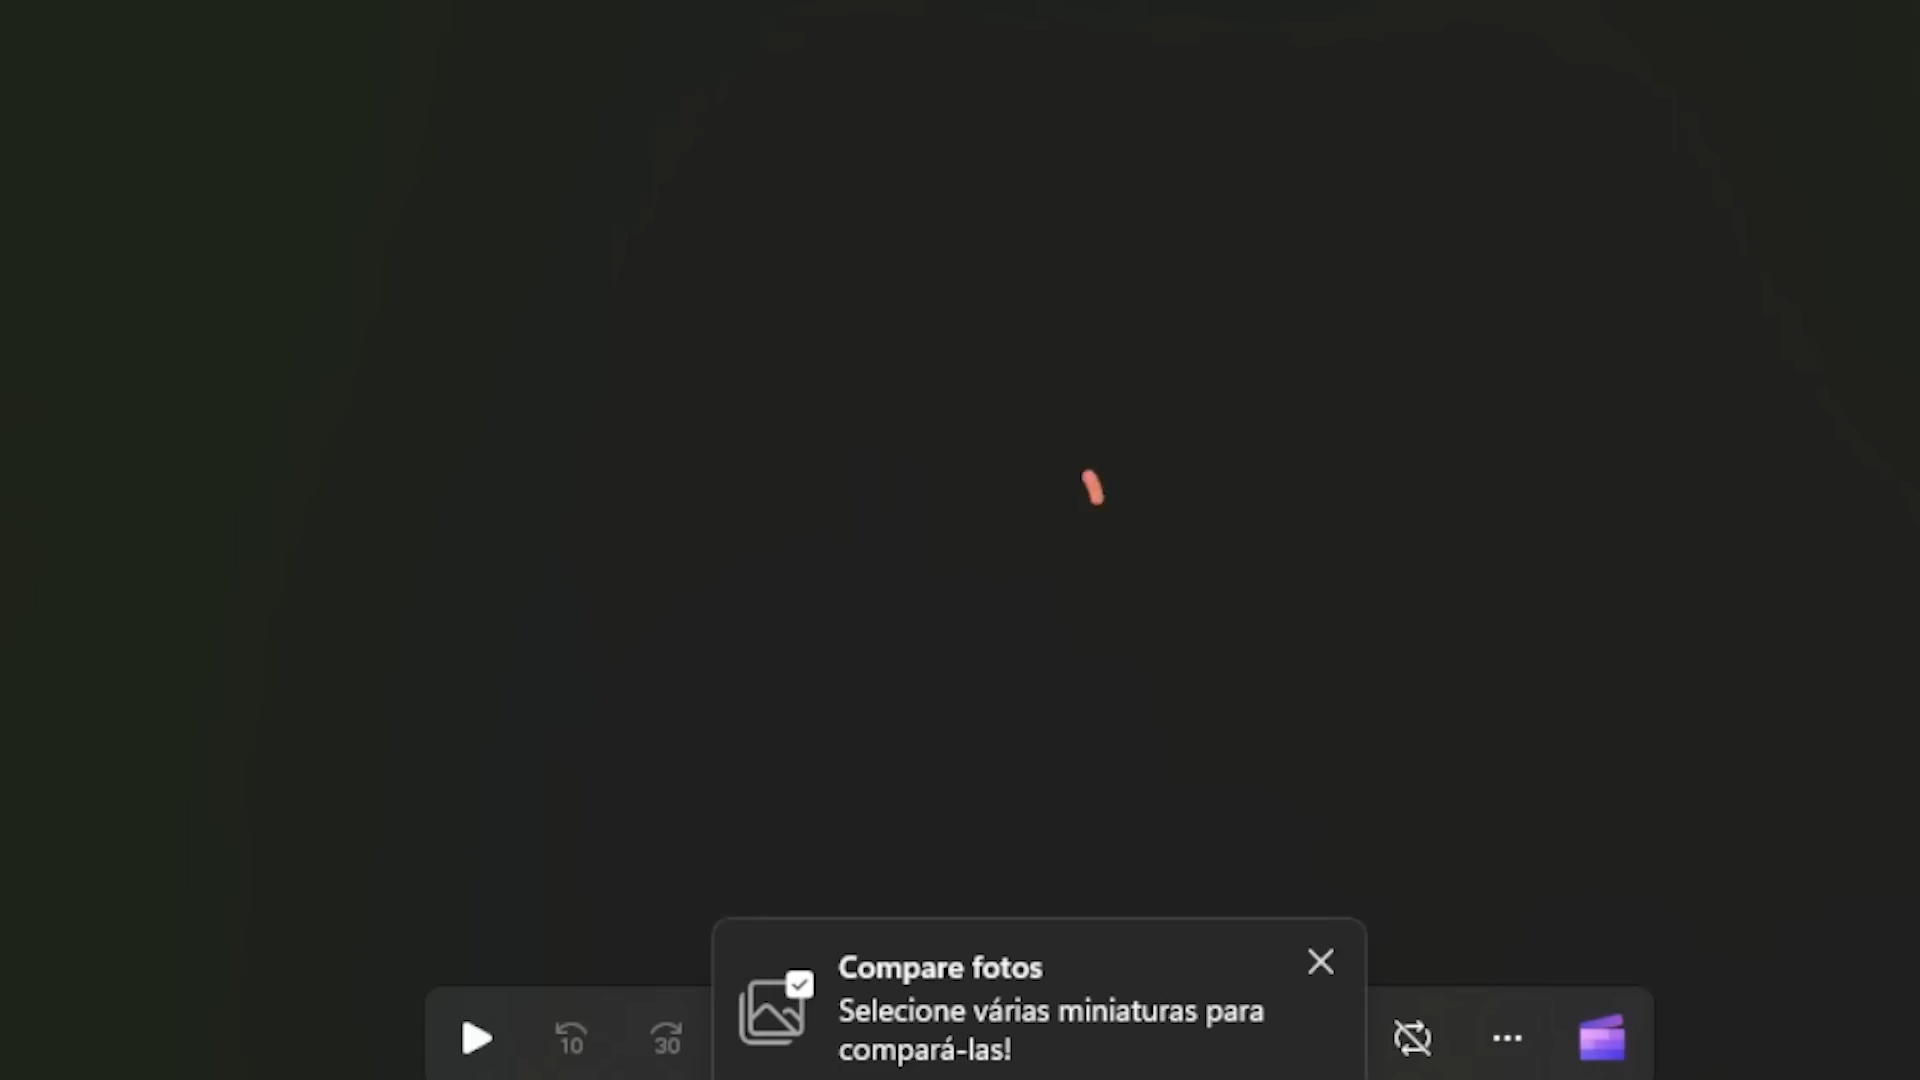 Compare fotos
Selecione várias miniaturas para
compará-las!
10
30